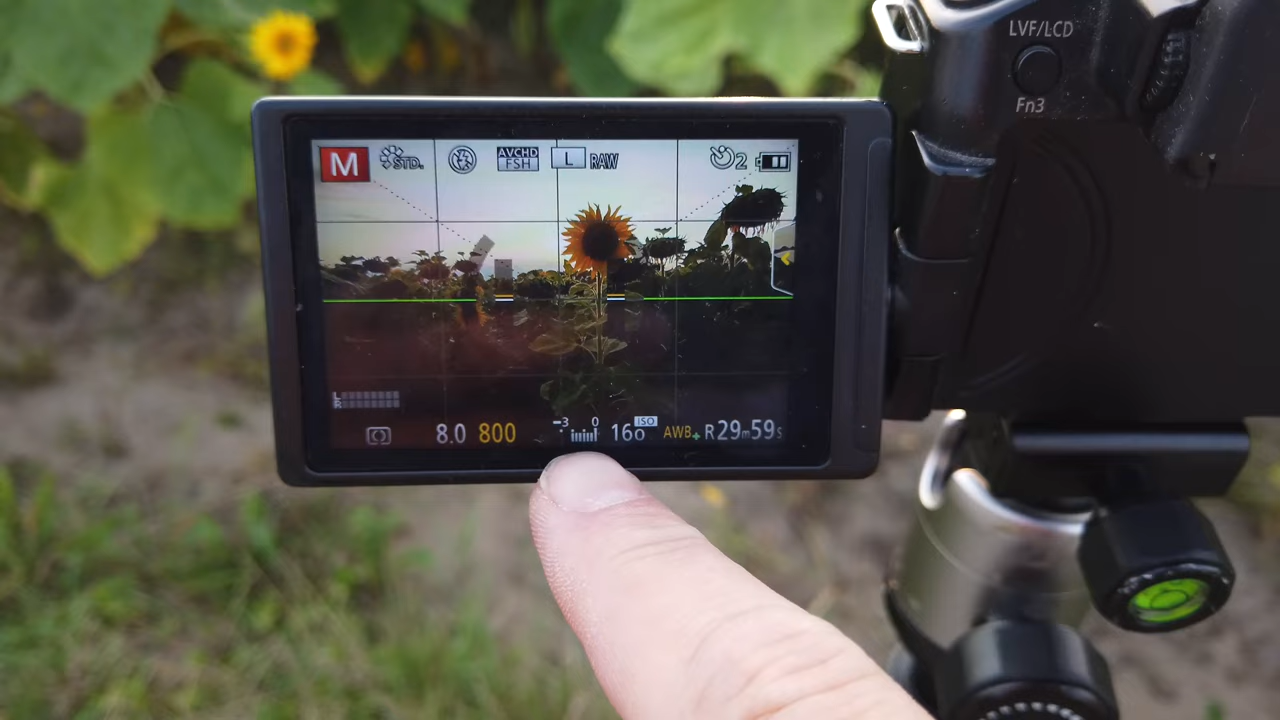 LVF/LCD
Fn3
M STD. AVCHD FSH L RAW 2
L
R
-3 0 ISO
8.0 800 160 AWB R29m59s